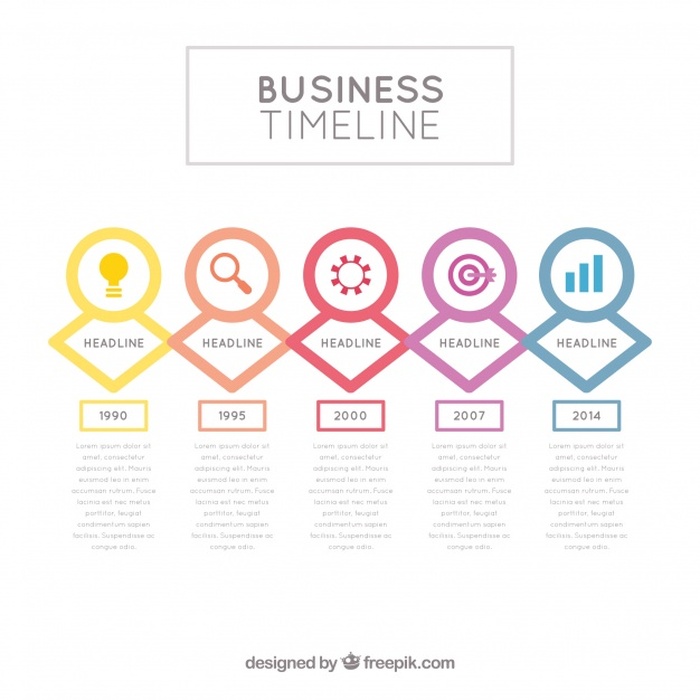 BUSINESS
TIMELINE
HEADLINE
HEADLINE
HEADLINE
HEADLINE
HEADLINE
1990
1995
2000
2007
2014
Lorem ipsum dolor sit
amet, consectetur
adipiscing elit. Mauris
euismod leo in enim
accumsan rutrum. Fusce
lacinia, nec metus
porttitor, feugiat
condimentum sapien
facilisis. Suspendisse ac
congue odio.
Lorem ipsum dolor sit
amet, consectetur
adipiscing elit. Mauris
euismod leo in enim
accumsan rutrum. Fusce
lacinia, nec metus
porttitor, feugiat
condimentum sapien
facilisis. Suspendisse ac
congue odio.
Lorem ipsum dolor sit
amet, consectetur
adipiscing elit. Mauris
euismod leo in enim
accumsan rutrum. Fusce
lacinia, nec metus
porttitor, feugiat
condimentum sapien
facilisis. Suspendisse ac
congue odio.
Lorem ipsum dolor sit
amet, consectetur
adipiscing elit. Mauris
euismod leo in enim
accumsan rutrum. Fusce
lacinia, nec metus
porttitor, feugiat
condimentum sapien
facilisis. Suspendisse ac
congue odio.
Lorem ipsum dolor sit
amet, consectetur
adipiscing elit. Mauris
euismod leo in enim
accumsan rutrum. Fusce
lacinia, nec metus
porttitor, feugiat
condimentum sapien
facilisis. Suspendisse ac
congue odio.
designed by freepik.com